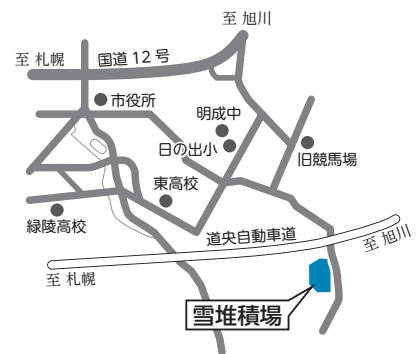 至 旭川
国道 12 号
至 札幌
市役所
明成中
日の出小
旧競馬場
東高校
緑陵高校
道央自動車道
至 旭川
至 札幌
雪堆積場